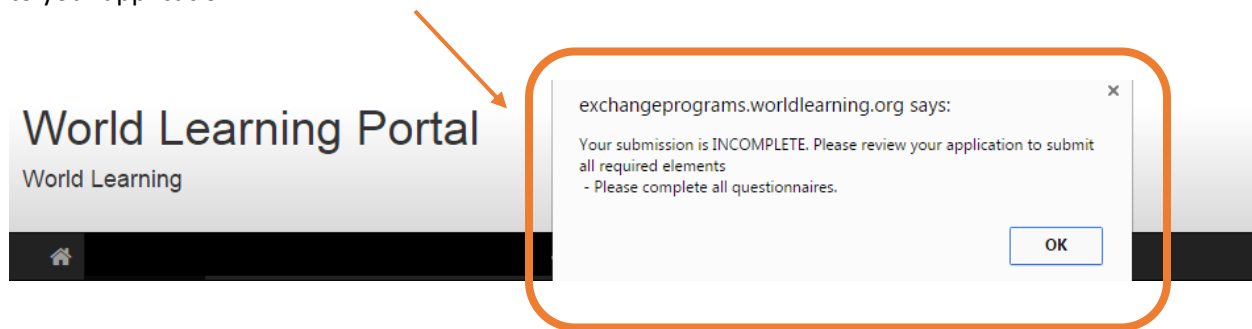 World Learning Portal
World Learning
exchangeprograms.worldlearning.org says:
Your submission is INCOMPLETE. Please review your application to submit
all required elements
- Please complete all questionnaires.
OK